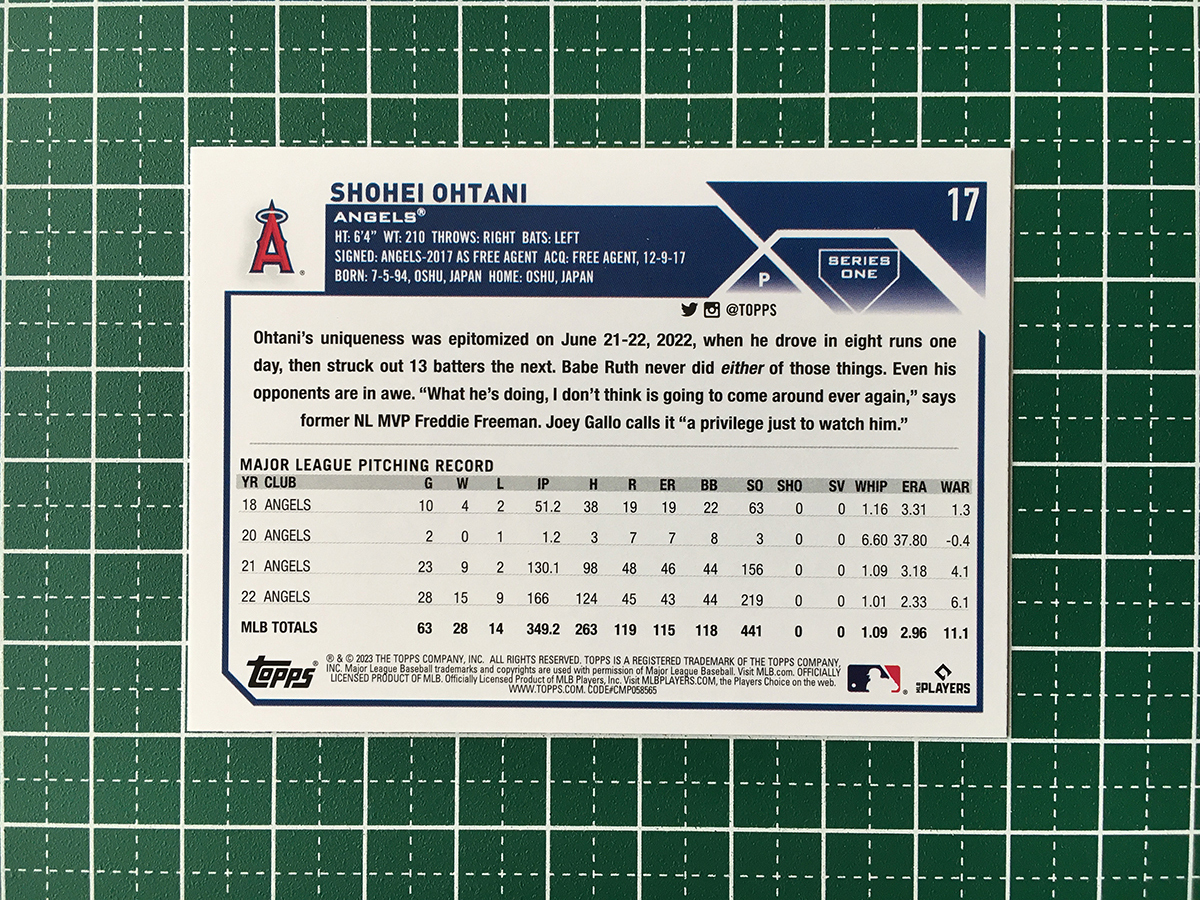 SHOHEI OHTANI
17
ANGELS®
HT: 6'4" WT: 210 THROWS: RIGHT BATS: LEFT
SIGNED: ANGELS-2017 AS FREE AGENT ACQ: FREE AGENT, 12-9-17
BORN: 7-5-94, OSHU, JAPAN HOME: OSHU, JAPAN
A
®
P
SERIES
ONE
@TOPPS
Ohtani's uniqueness was epitomized on June 21-22, 2022, when he drove in eight runs one
day, then struck out 13 batters the next. Babe Ruth never did either of those things. Even his
opponents are in awe. “What he's doing, I don't think is going to come around ever again,” says
former NL MVP Freddie Freeman. Joey Gallo calls it “a privilege just to watch him.”
MAJOR LEAGUE PITCHING RECORD
YR CLUB G W L IP H R ER BB SO SHO SV WHIP ERA WAR
18 ANGELS 10 4 2 51.2 38 19 19 22 63 0 0 1.16 3.31 1.3
20 ANGELS 2 0 1 1.2 3 7 7 8 3 0 0 6.60 37.80 -0.4
21 ANGELS 23 9 2 130.1 98 48 46 44 156 0 0 1.09 3.18 4.1
22 ANGELS 28 15 9 166 124 45 43 44 219 0 0 1.01 2.33 6.1
MLB TOTALS 63 28 14 349.2 263 119 115 118 441 0 0 1.09 2.96 11.1
topps®
® & © 2023 THE TOPPS COMPANY, INC. ALL RIGHTS RESERVED. TOPPS IS A REGISTERED TRADEMARK OF THE TOPPS COMPANY,
INC. Major League Baseball trademarks and copyrights are used with permission of Major League Baseball. Visit MLB.com. OFFICIALLY
LICENSED PRODUCT OF MLB. Officially Licensed Product of MLB Players, Inc. Visit MLBPLAYERS.COM, the Players Choice on the web.
WWW.TOPPS.COM. CODE#CMP058565
®
MLB PLAYERS